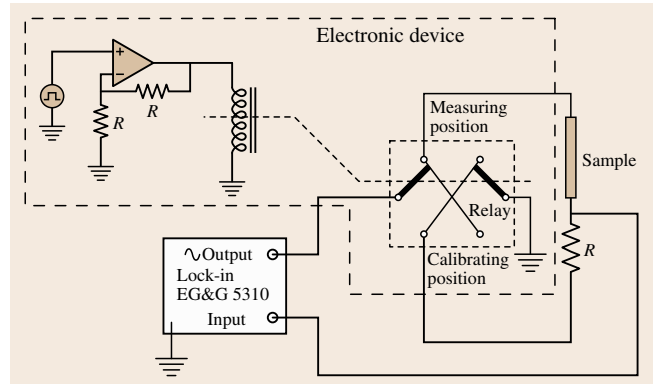 Electronic device
+
−
R
R
Measuring
position
Sample
Relay
R
Calibrating
position
Output
Lock-in
EG&G 5310
Input